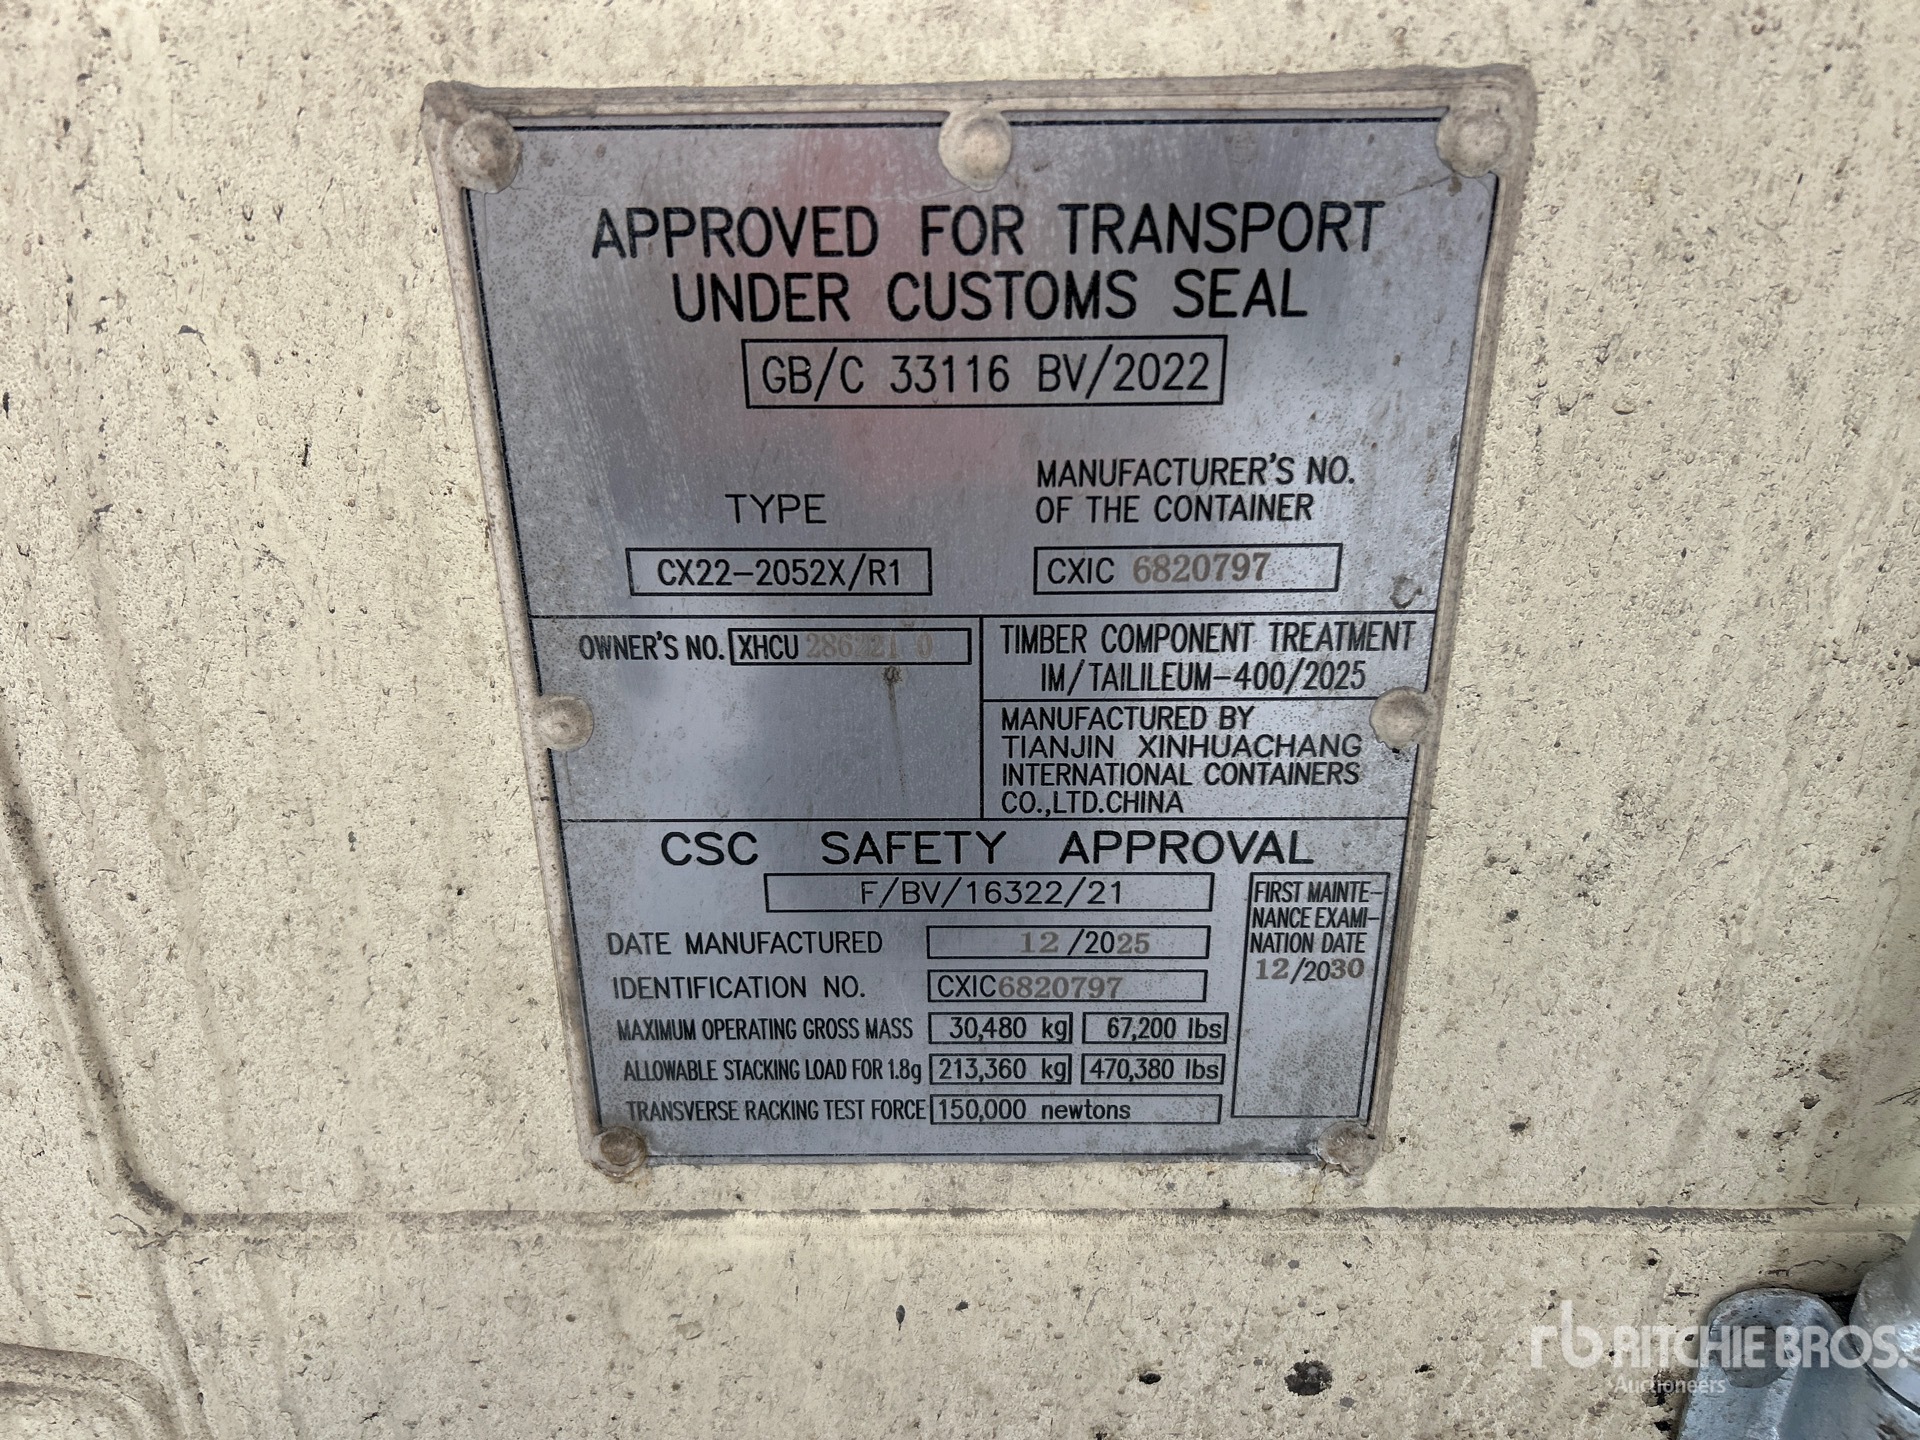 APPROVED FOR TRANSPORT
UNDER CUSTOMS SEAL
GB/C 33116 BV/2022
TYPE
CX22-2052X/R1
MANUFACTURER'S NO.
OF THE CONTAINER
CXIC 6820797
OWNER'S NO. XHCU 286221 0
TIMBER COMPONENT TREATMENT
IM/TAILILEUM-400/2025
MANUFACTURED BY
TIANJIN XINHUACHANG
INTERNATIONAL CONTAINERS
CO.,LTD.CHINA
CSC SAFETY APPROVAL
F/BV/16322/21
DATE MANUFACTURED 12/2025
IDENTIFICATION NO. CXIC6820797
MAXIMUM OPERATING GROSS MASS 30,480 kg 67,200 lbs
ALLOWABLE STACKING LOAD FOR 1.8g 213,360 kg 470,380 lbs
TRANSVERSE RACKING TEST FORCE 150,000 newtons
FIRST MAINTE-
NANCE EXAMI-
NATION DATE
12/2030
rb RITCHIE BROS.
Auctioneers